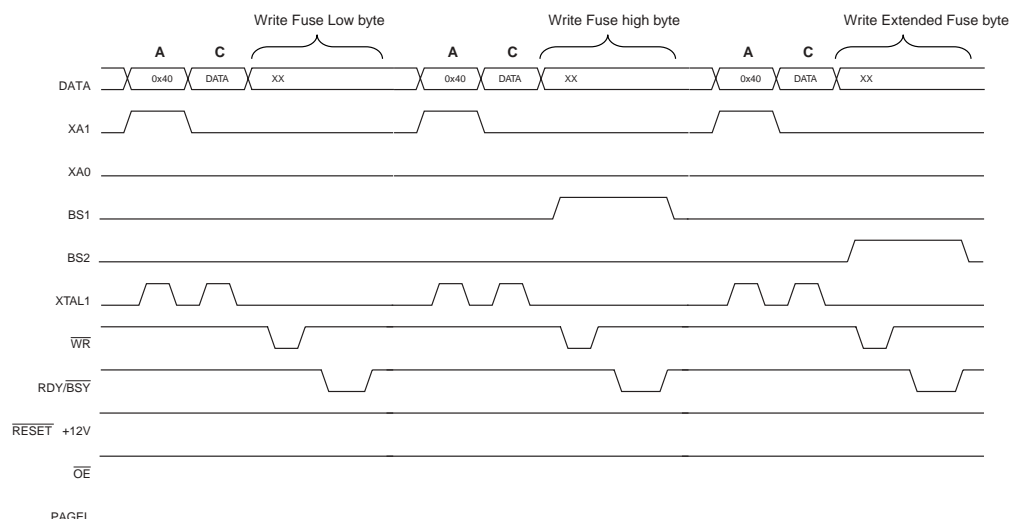 Write Fuse Low byte Write Fuse high byte Write Extended Fuse byte
A C A C A C
DATA 0x40 DATA XX 0x40 DATA XX 0x40 DATA XX
XA1
XA0
BS1
BS2
XTAL1
WR
RDY/BSY
RESET +12V
OE
PAGEL